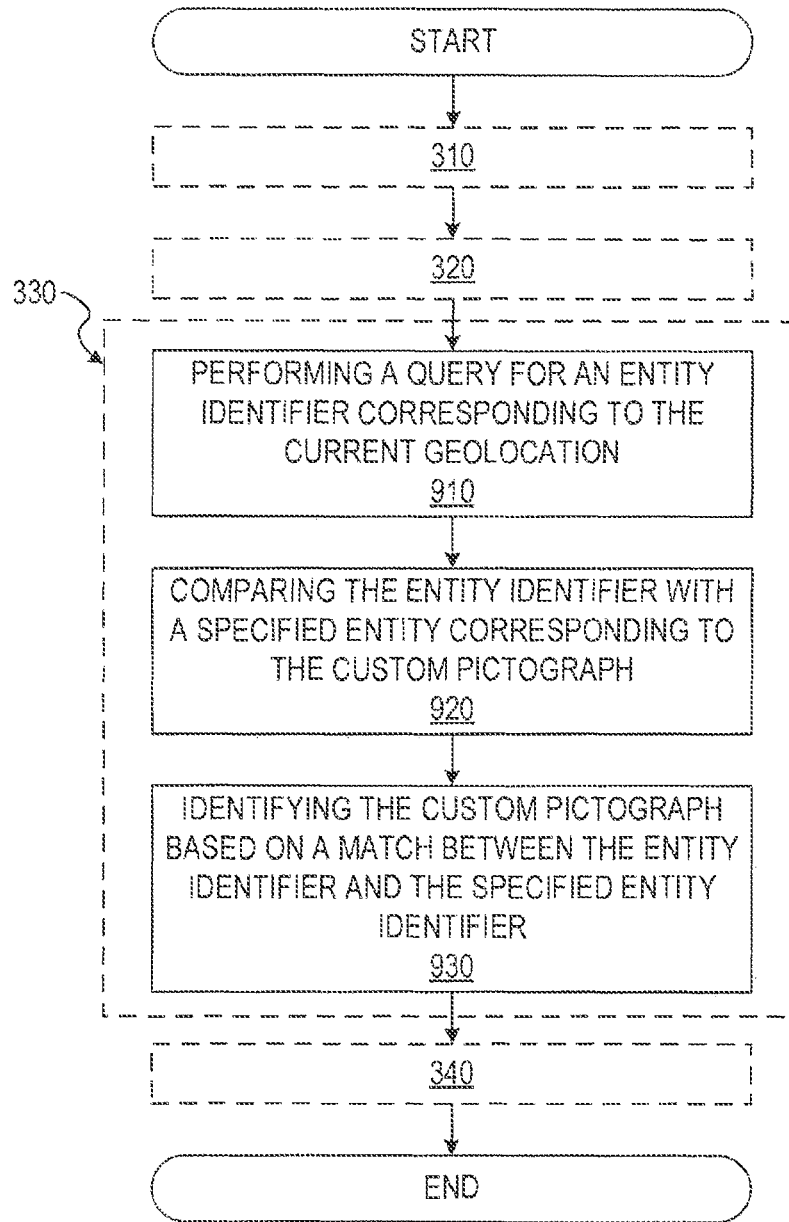 START
310
320
330
PERFORMING A QUERY FOR AN ENTITY
IDENTIFIER CORRESPONDING TO THE
CURRENT GEOLOCATION
910
COMPARING THE ENTITY IDENTIFIER WITH
A SPECIFIED ENTITY CORRESPONDING TO
THE CUSTOM PICTOGRAPH
920
IDENTIFYING THE CUSTOM PICTOGRAPH
BASED ON A MATCH BETWEEN THE ENTITY
IDENTIFIER AND THE SPECIFIED ENTITY
IDENTIFIER
930
340
END